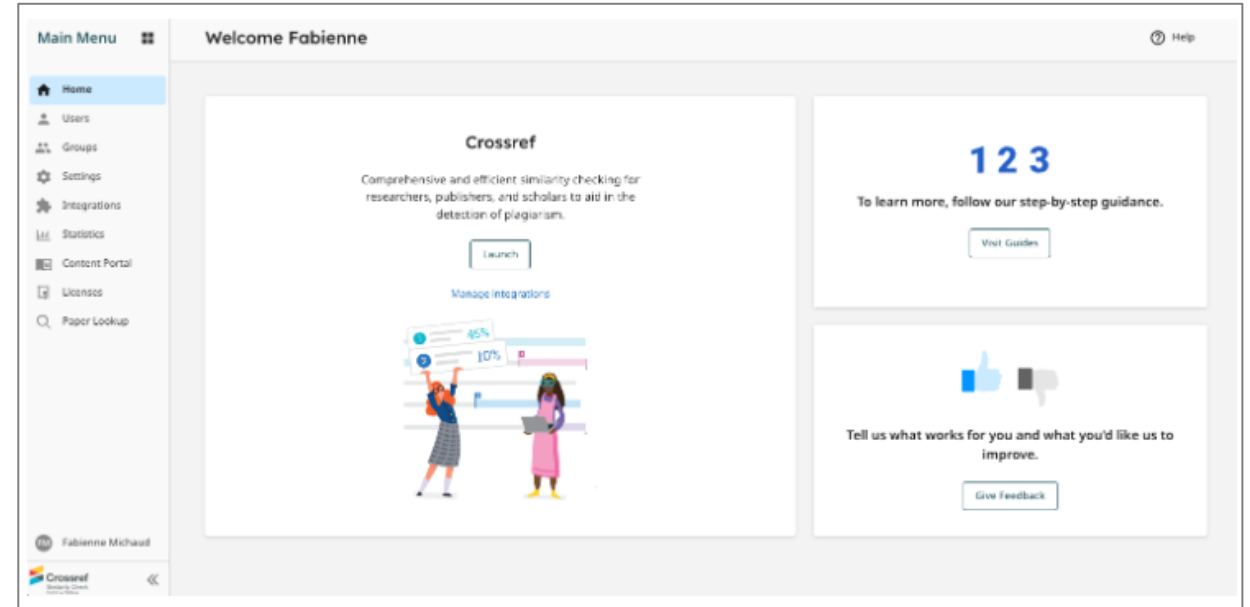 Main Menu
Welcome Fabienne
Help
Home
Users
Groups
Settings
Integrations
Statistics
Content Portal
Licenses
Paper Lookup
Fabienne Michaud
Crossref
Similarity Check
Crossref
Comprehensive and efficient similarity checking for
researchers, publishers, and scholars to aid in the
detection of plagiarism.
Launch
Manage Integrations
45%
10%
1 2 3
To learn more, follow our step-by-step guidance.
Visit Guides
Tell us what works for you and what you'd like us to
improve.
Give Feedback